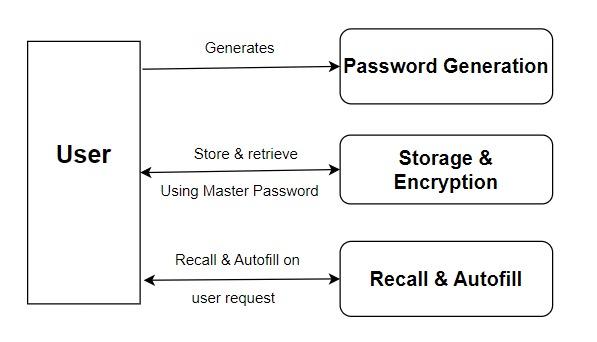 Generates
Password Generation
User
Store & retrieve
Using Master Password
Storage &
Encryption
Recall & Autofill on
user request
Recall & Autofill